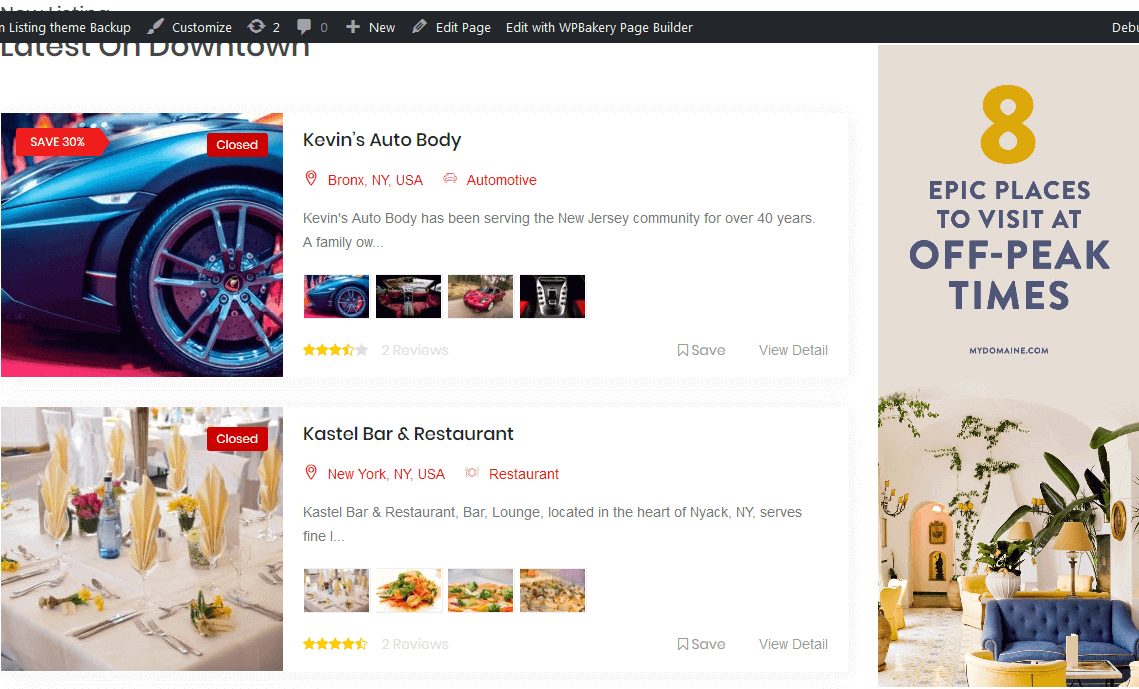 New Listing
n Listing theme Backup Customize 2 0 New Edit Page Edit with WPBakery Page Builder Debu
Latest On Downtown
SAVE 30%
Closed
Kevin's Auto Body
Bronx, NY, USA Automotive
Kevin's Auto Body has been serving the New Jersey community for over 40 years.
A family ow...
2 Reviews
Save View Detail
Closed
Kastel Bar & Restaurant
New York, NY, USA Restaurant
Kastel Bar & Restaurant, Bar, Lounge, located in the heart of Nyack, NY, serves
fine l...
2 Reviews
Save View Detail
8
EPIC PLACES
TO VISIT AT
OFF-PEAK
TIMES
MYDOMAINE.COM